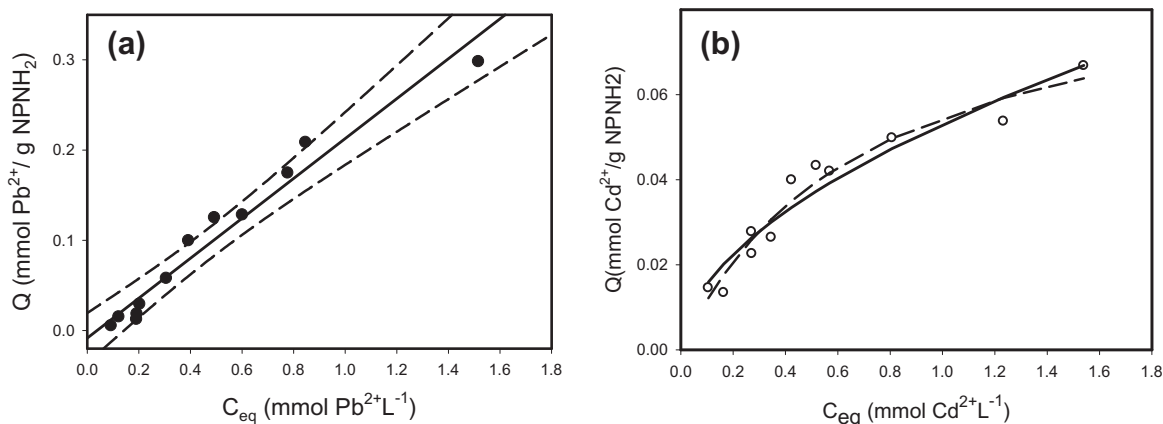 (a)
Q (mmol Pb²⁺/ g NPNH₂)
0.3
0.2
0.1
0.0
0.0 0.2 0.4 0.6 0.8 1.0 1.2 1.4 1.6 1.8
C_eq (mmol Pb²⁺L⁻¹)
(b)
Q(mmol Cd²⁺/g NPNH2)
0.06
0.04
0.02
0.00
0.0 0.2 0.4 0.6 0.8 1.0 1.2 1.4 1.6 1.8
C_eq (mmol Cd²⁺L⁻¹)